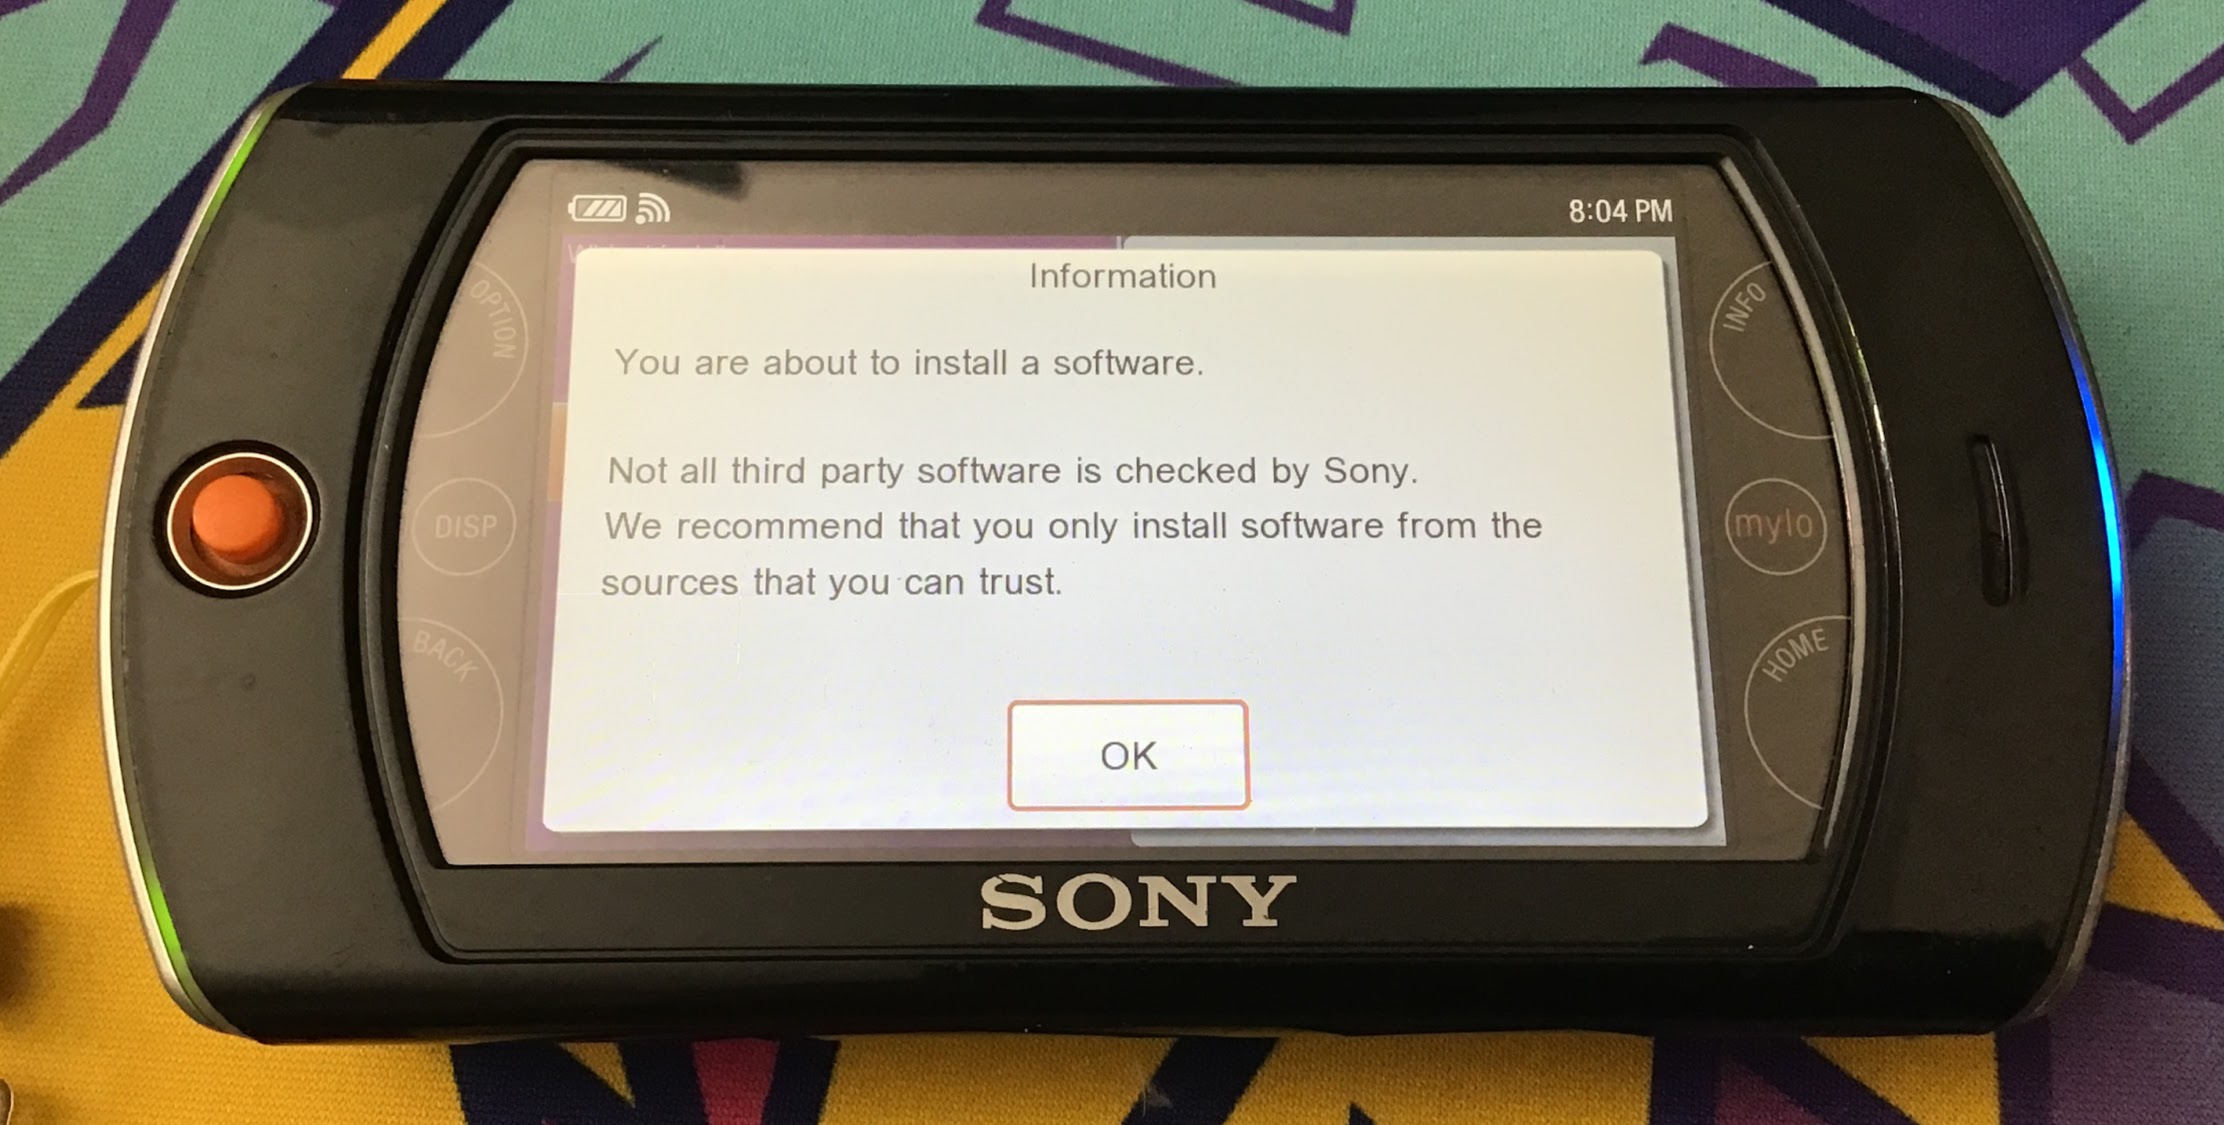 8:04 PM
Information
You are about to install a software.
Not all third party software is checked by Sony.
We recommend that you only install software from the
sources that you can trust.
OK
OPTION
DISP
BACK
INFO
mylo
HOME
SONY